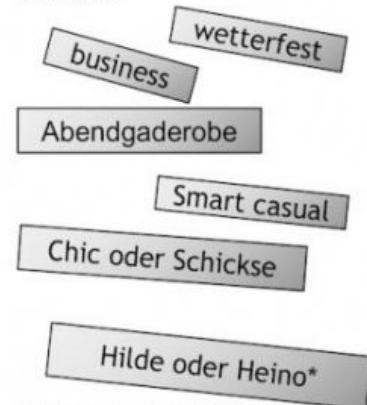 wetterfest
business
Abendgaderobe
Smart casual
Chic oder Schickse
Hilde oder Heino*